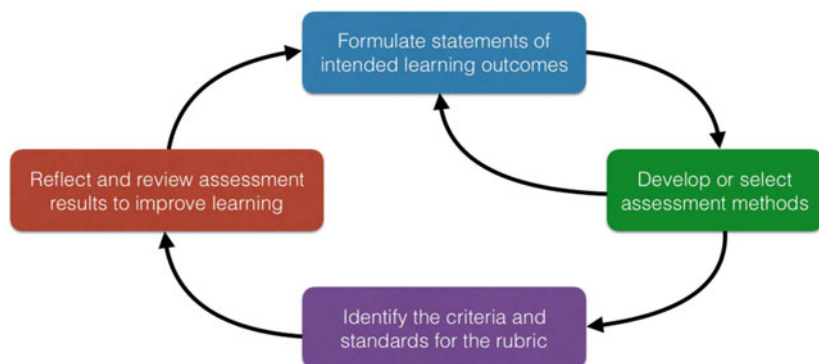 Formulate statements of
intended learning outcomes
Develop or select
assessment methods
Identify the criteria and
standards for the rubric
Reflect and review assessment
results to improve learning